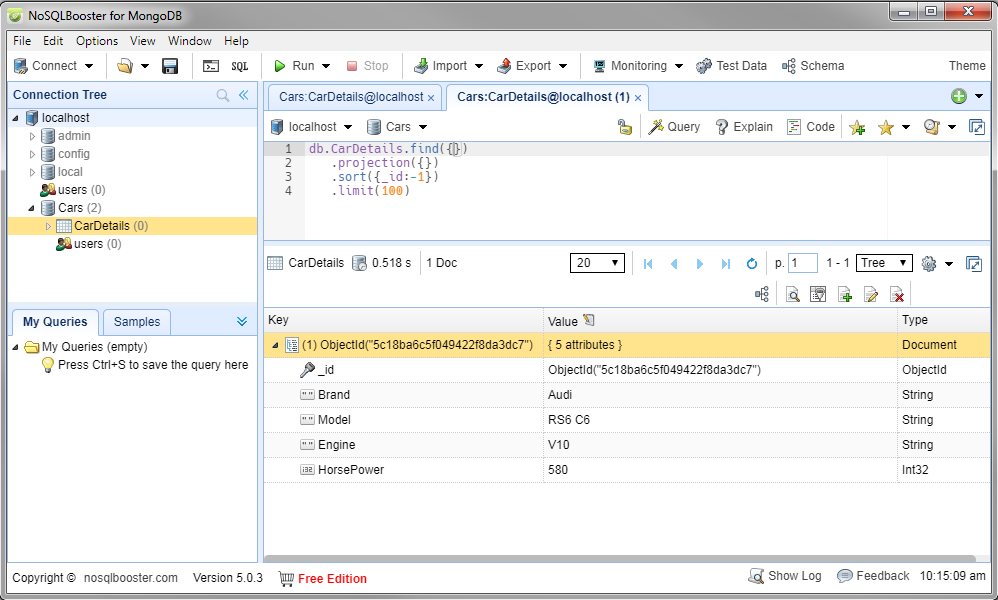 NoSQLBooster for MongoDB
File Edit Options View Window Help
Connect SQL Run Stop Import Export Monitoring Test Data Schema Theme
Connection Tree
localhost
admin
config
local
users (0)
Cars (2)
CarDetails (0)
users (0)
My Queries Samples
My Queries (empty)
Press Ctrl+S to save the query here
Cars:CarDetails@localhost × Cars:CarDetails@localhost (1) ×
localhost Cars Query Explain Code
1 db.CarDetails.find({})
2 .projection({})
3 .sort({_id:-1})
4 .limit(100)
CarDetails 0.518 s 1 Doc 20 p. 1 1 - 1 Tree
Key Value Type
(1) ObjectId("5c18ba6c5f049422f8da3dc7") { 5 attributes } Document
_id ObjectId("5c18ba6c5f049422f8da3dc7") ObjectId
"" Brand Audi String
"" Model RS6 C6 String
"" Engine V10 String
i32 HorsePower 580 Int32
Copyright © nosqlbooster.com Version 5.0.3 Free Edition Show Log Feedback 10:15:09 am